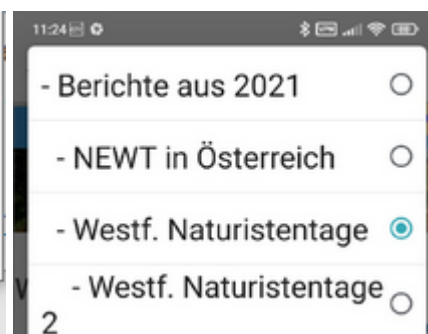 11:24
- Berichte aus 2021
- NEWT in Österreich
- Westf. Naturistentage
- Westf. Naturistentage
2